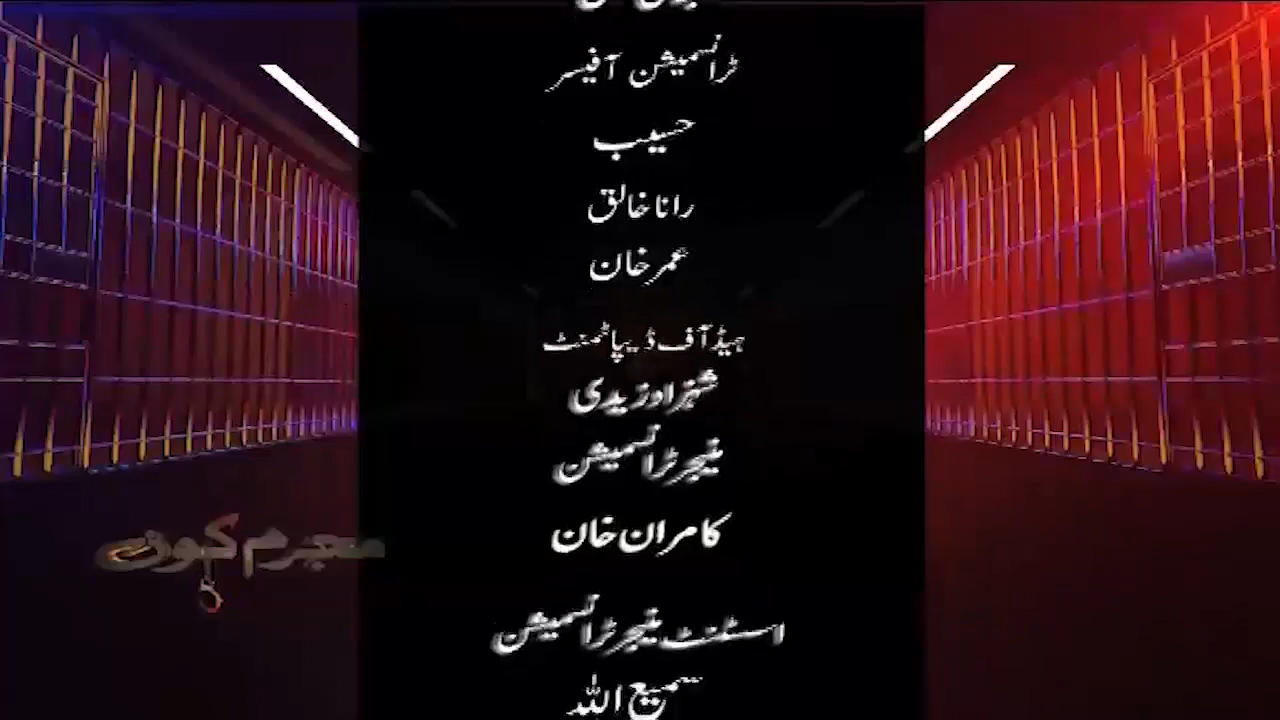 ٹرانسمیشن آفیسر
حسیب
رانا خالق
عمر خان
ہیڈ آف ڈیپاٹمنٹ
شہزاد زیدی
منیجر ٹرانسمیشن
کامران خان
اسسٹنٹ منیجر ٹرانسمیشن
سمیع اللہ
مجرم کون